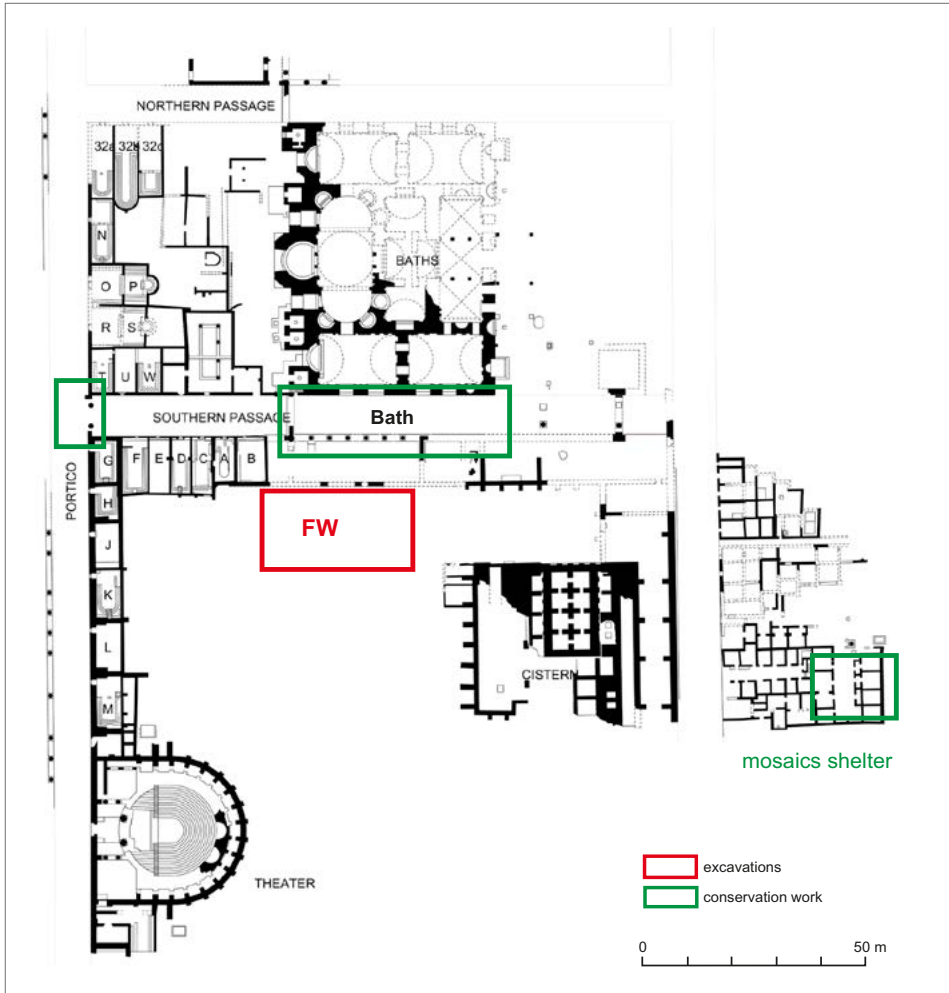 NORTHERN PASSAGE
32a 32b 32c
N
BATHS
O P
R S
T U W
SOUTHERN PASSAGE
Bath
PORTICO
G F E D C A B
H
FW
J
K
L
CISTERN
M
mosaics shelter
THEATER
excavations
conservation work
0 50 m